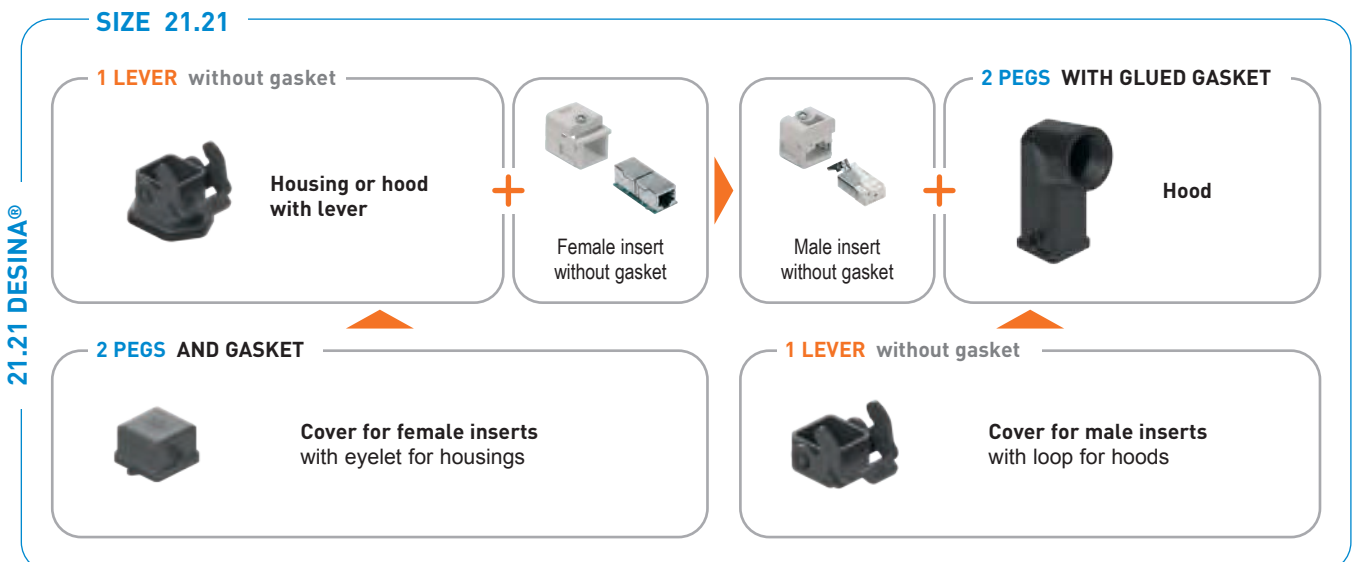 SIZE 21.21
1 LEVER without gasket
Housing or hood
with lever
+
Female insert
without gasket
Male insert
without gasket
+
2 PEGS WITH GLUED GASKET
Hood
21.21 DESINA®
2 PEGS AND GASKET
Cover for female inserts
with eyelet for housings
1 LEVER without gasket
Cover for male inserts
with loop for hoods